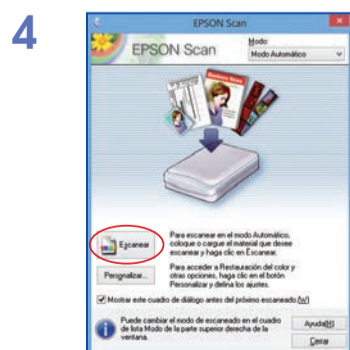 4
EPSON Scan
EPSON Scan
Modo:
Modo Automático
Business News
Escanear
Para escanear en el modo Automático,
coloque o cargue el material que desee
escanear y haga clic en Escanear.
Personalizar...
Para acceder a Restauración del color y
otras opciones, haga clic en el botón
Personalizar y defina los ajustes.
Mostrar este cuadro de diálogo antes del próximo escaneado.(W)
Puede cambiar el modo de escaneado en el cuadro
de lista Modo de la parte superior derecha de la
ventana.
Ayuda(H)
Cerrar